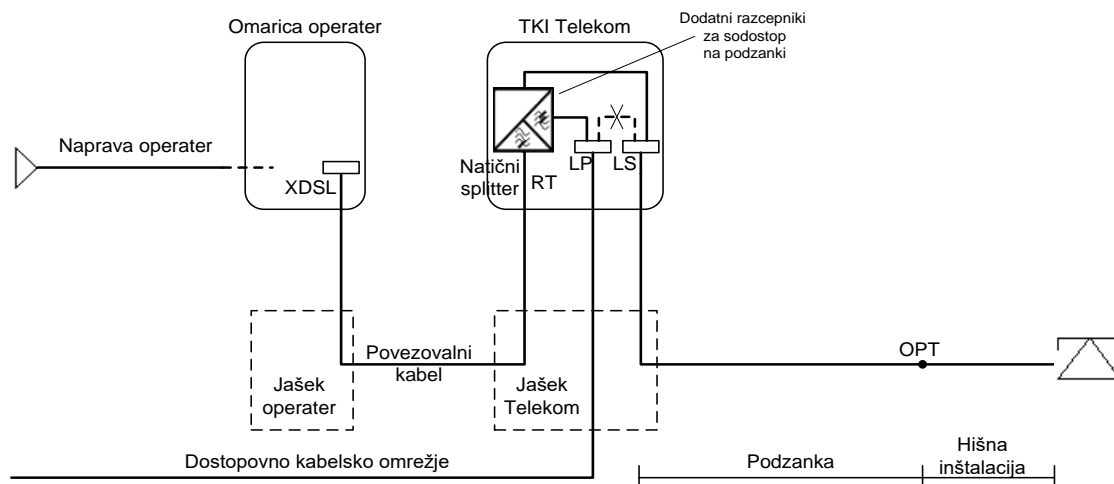 Omarica operater
TKI Telekom
Dodatni razcepniki
za sodostop
na podzanki
Naprava operater
XDSL
Natični
splitter
RT
LP
LS
Povezovalni
kabel
Jašek
operater
Jašek
Telekom
OPT
Dostopovno kabelsko omrežje
Podzanka
Hišna
inštalacija